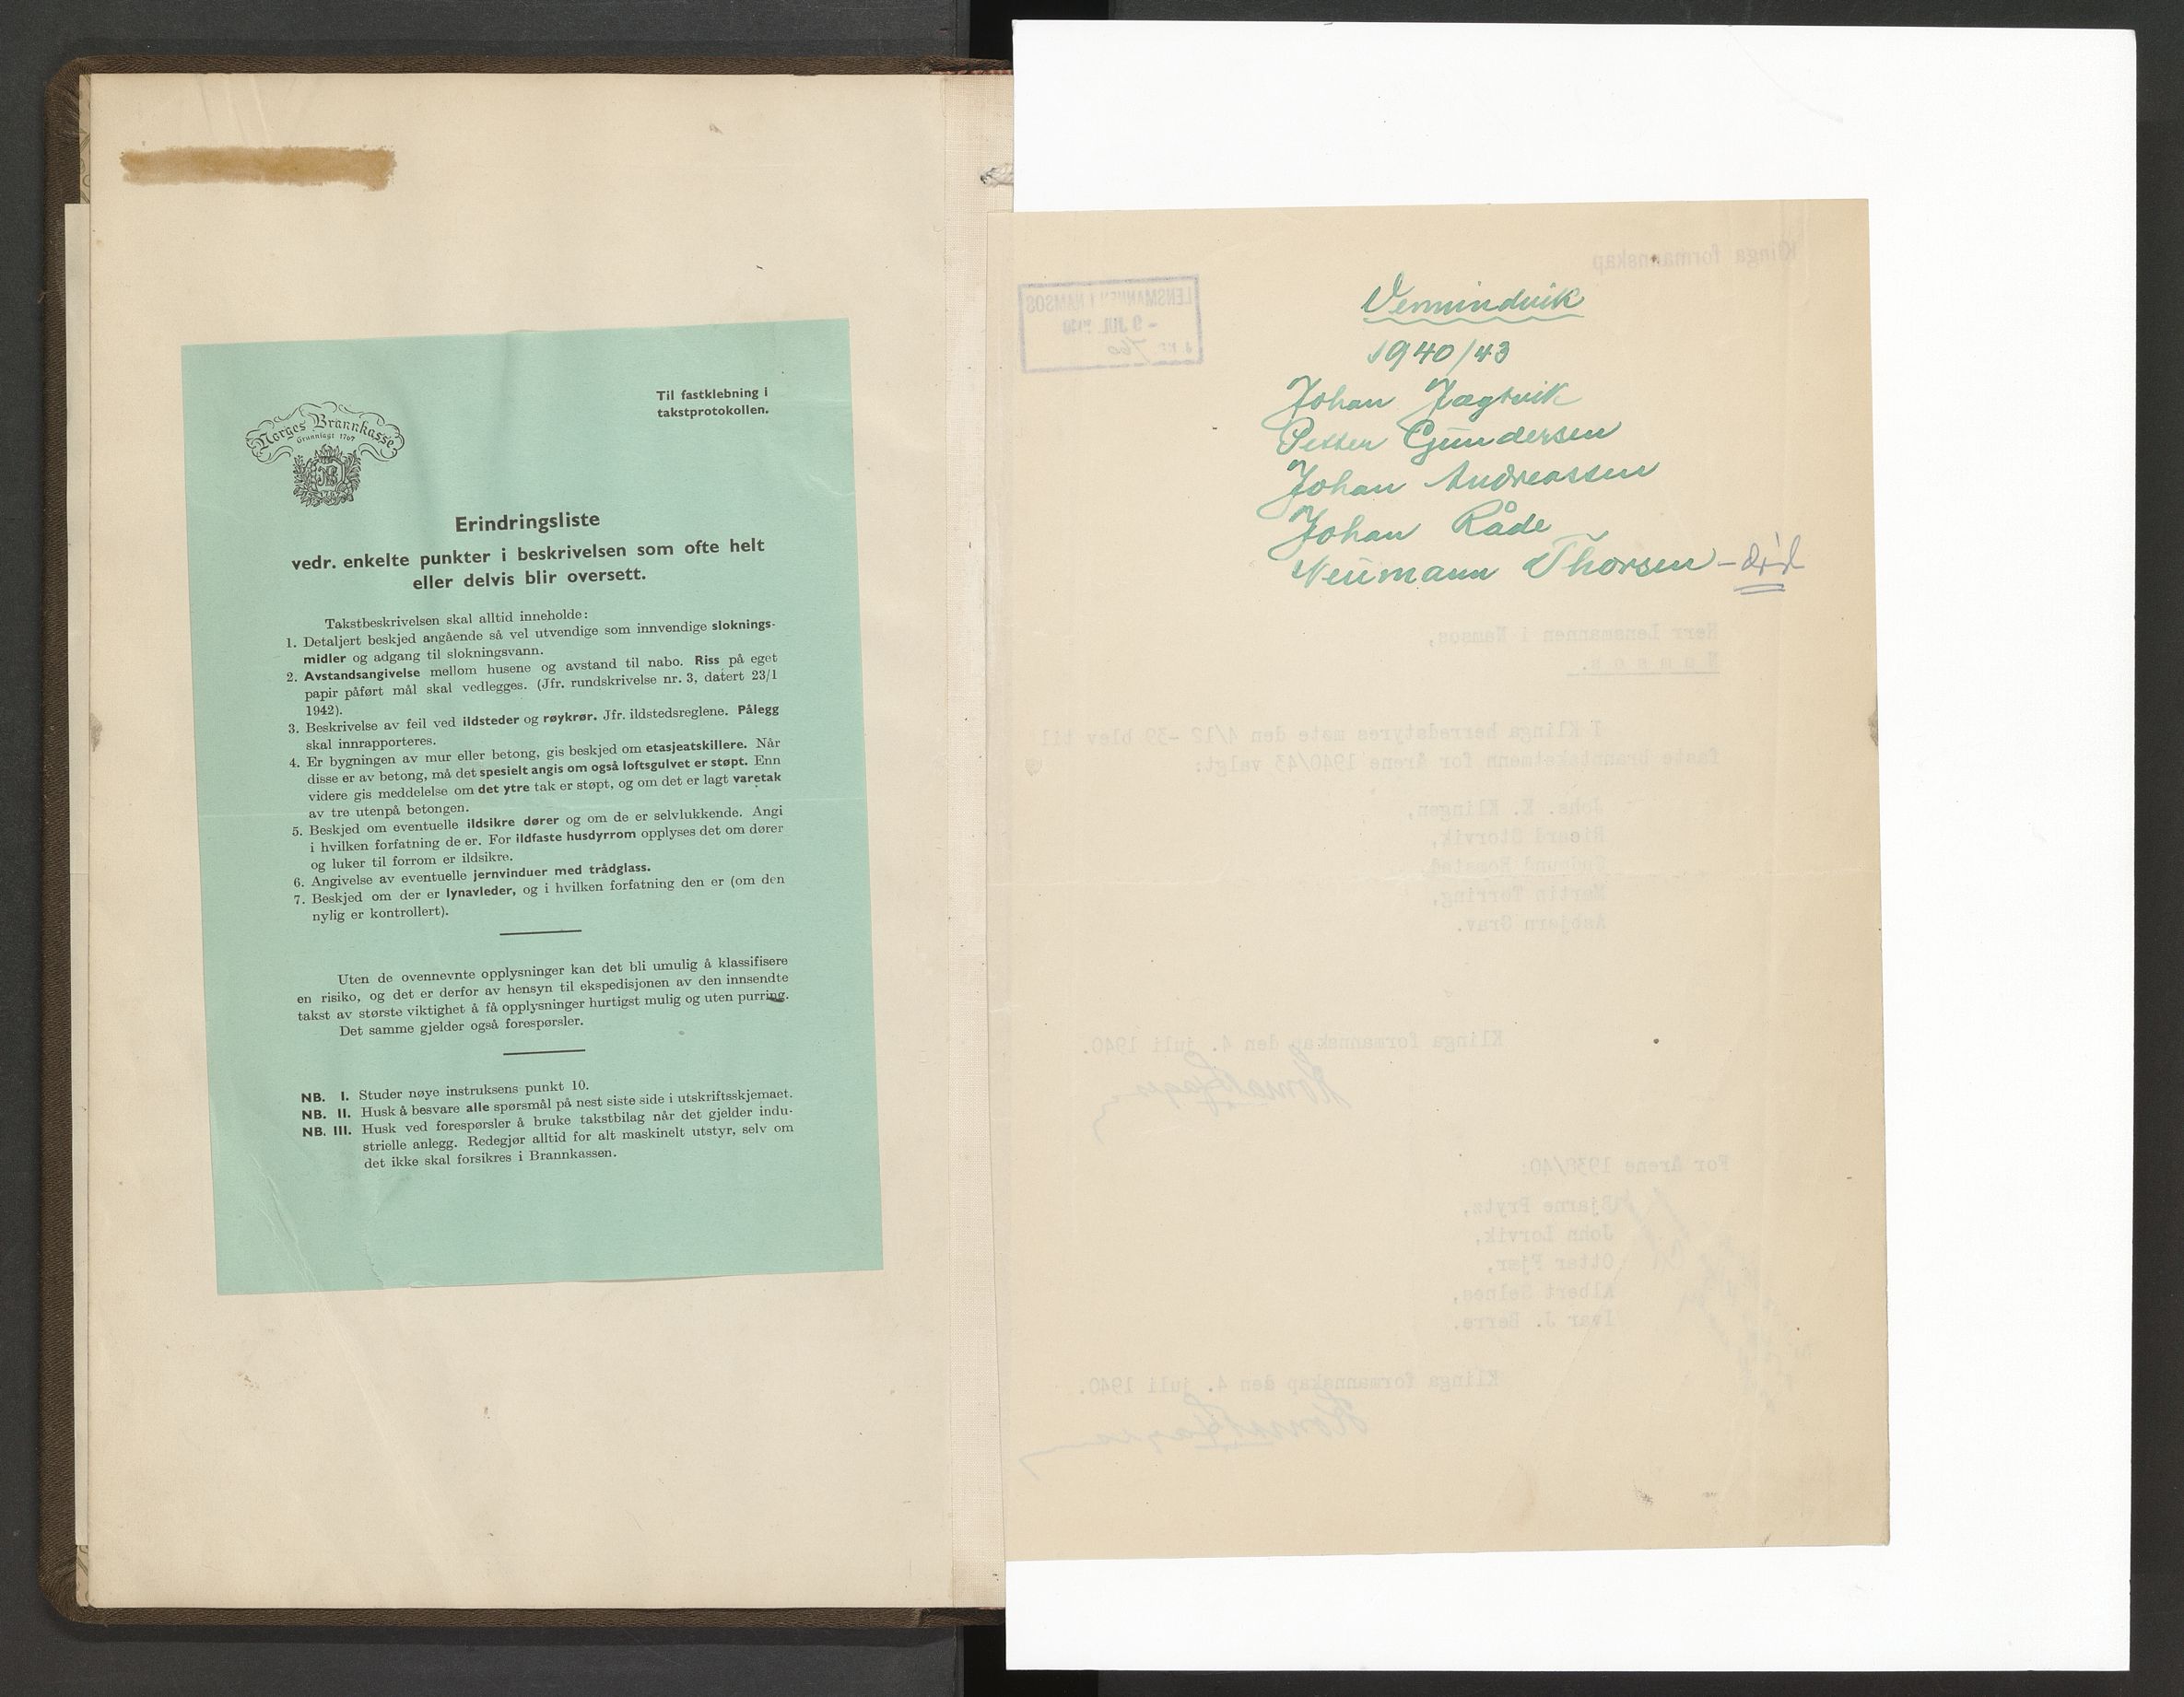 Til fastklebning i
takstprotokollen.
Norges Brannkasse
Grunnlagt 1767
Erindringsliste
vedr. enkelte punkter i beskrivelsen som ofte helt
eller delvis blir oversett.
Takstbeskrivelsen skal alltid inneholde:
1. Detaljert beskjed angående så vel utvendige som innvendige sloknings-
midler og adgang til slokningsvann.
2. Avstandsangivelse mellom husene og avstand til nabo. Riss på eget
papir påført mål skal vedlegges. (Jfr. rundskrivelse nr. 3, datert 23/1
1942).
3. Beskrivelse av feil ved ildsteder og røykrør. Jfr. ildstedsreglene. Pålegg
skal innrapporteres.
4. Er bygningen av mur eller betong, gis beskjed om etasjeatskillere. Når
disse er av betong, må det spesielt angis om også loftsgulvet er støpt. Enn
videre gis meddelelse om det ytre tak er støpt, og om det er lagt varetak
av tre utenpå betongen.
5. Beskjed om eventuelle ildsikre dører og om de er selvlukkende. Angi
i hvilken forfatning de er. For ildfaste husdyrrom opplyses det om dører
og luker til forrom er ildsikre.
6. Angivelse av eventuelle jernvinduer med trådglass.
7. Beskjed om der er lynavleder, og i hvilken forfatning den er (om den
nylig er kontrollert).
Uten de ovennevnte opplysninger kan det bli umulig å klassifisere
en risiko, og det er derfor av hensyn til ekspedisjonen av den innsendte
takst av største viktighet å få opplysninger hurtigst mulig og uten purring.
Det samme gjelder også forespørsler.
NB. I. Studer nøye instruksens punkt 10.
NB. II. Husk å besvare alle spørsmål på nest siste side i utskriftsskjemaet.
NB. III. Husk ved forespørsler å bruke takstbilag når det gjelder indu-
strielle anlegg. Redegjør alltid for alt maskinelt utstyr, selv om
det ikke skal forsikres i Brannkassen.
Klinga formannskap
LENSMANNEN I NAMSOS
- 9 JUL. 1940
J. nr. 760
Vemundvik
1940/43
Johan Jægtvik
Petter Gundersen
Johan Andreassen
Johan Råde
Neumann Thorsen -
Herr Lensmannen i Namsos,
Namsos.
I Klinga herredstyres møte den 4/12 -39 blev til
faste branntakstmenn for årene 1940/43 valgt:
Johs. K. Klingen,
Rikard Storvik,
Martin Tørring,
Asbjørn Grav.
Klinga formannskap den 4. juli 1940.
For årene 1938/40:
Bjarne Prytz,
John Lorvik,
Otter Fjær,
Albert Selnes,
Ivar J. Berre.
Klinga formannskap den 4. juli 1940.